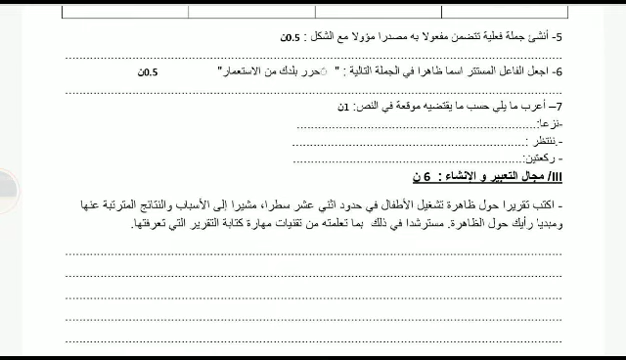 5- أنشئ جملة فعلية تتضمن مفعولا به مصدرا مؤولا مع الشكل : 0.5ن
6- اجعل الفاعل المستتر اسما ظاهرا في الجملة التالية : " َحرر بلدك من الاستعمار" 0.5ن
7– أعرب ما يلي حسب ما يقتضيه موقعة في النص: 1ن
-نزعا:
-ننتظر :
- ركعتين:
III/ مجال التعبير و الإنشاء : 6 ن
- اكتب تقريرا حول ظاهرة تشغيل الأطفال في حدود اثني عشر سطرا، مشيرا إلى الأسباب والنتائج المترتبة عنها
ومبديا رأيك حول الظاهرة. مسترشدا في ذلك بما تعلمته من تقنيات مهارة كتابة التقرير التي تعرفتها.